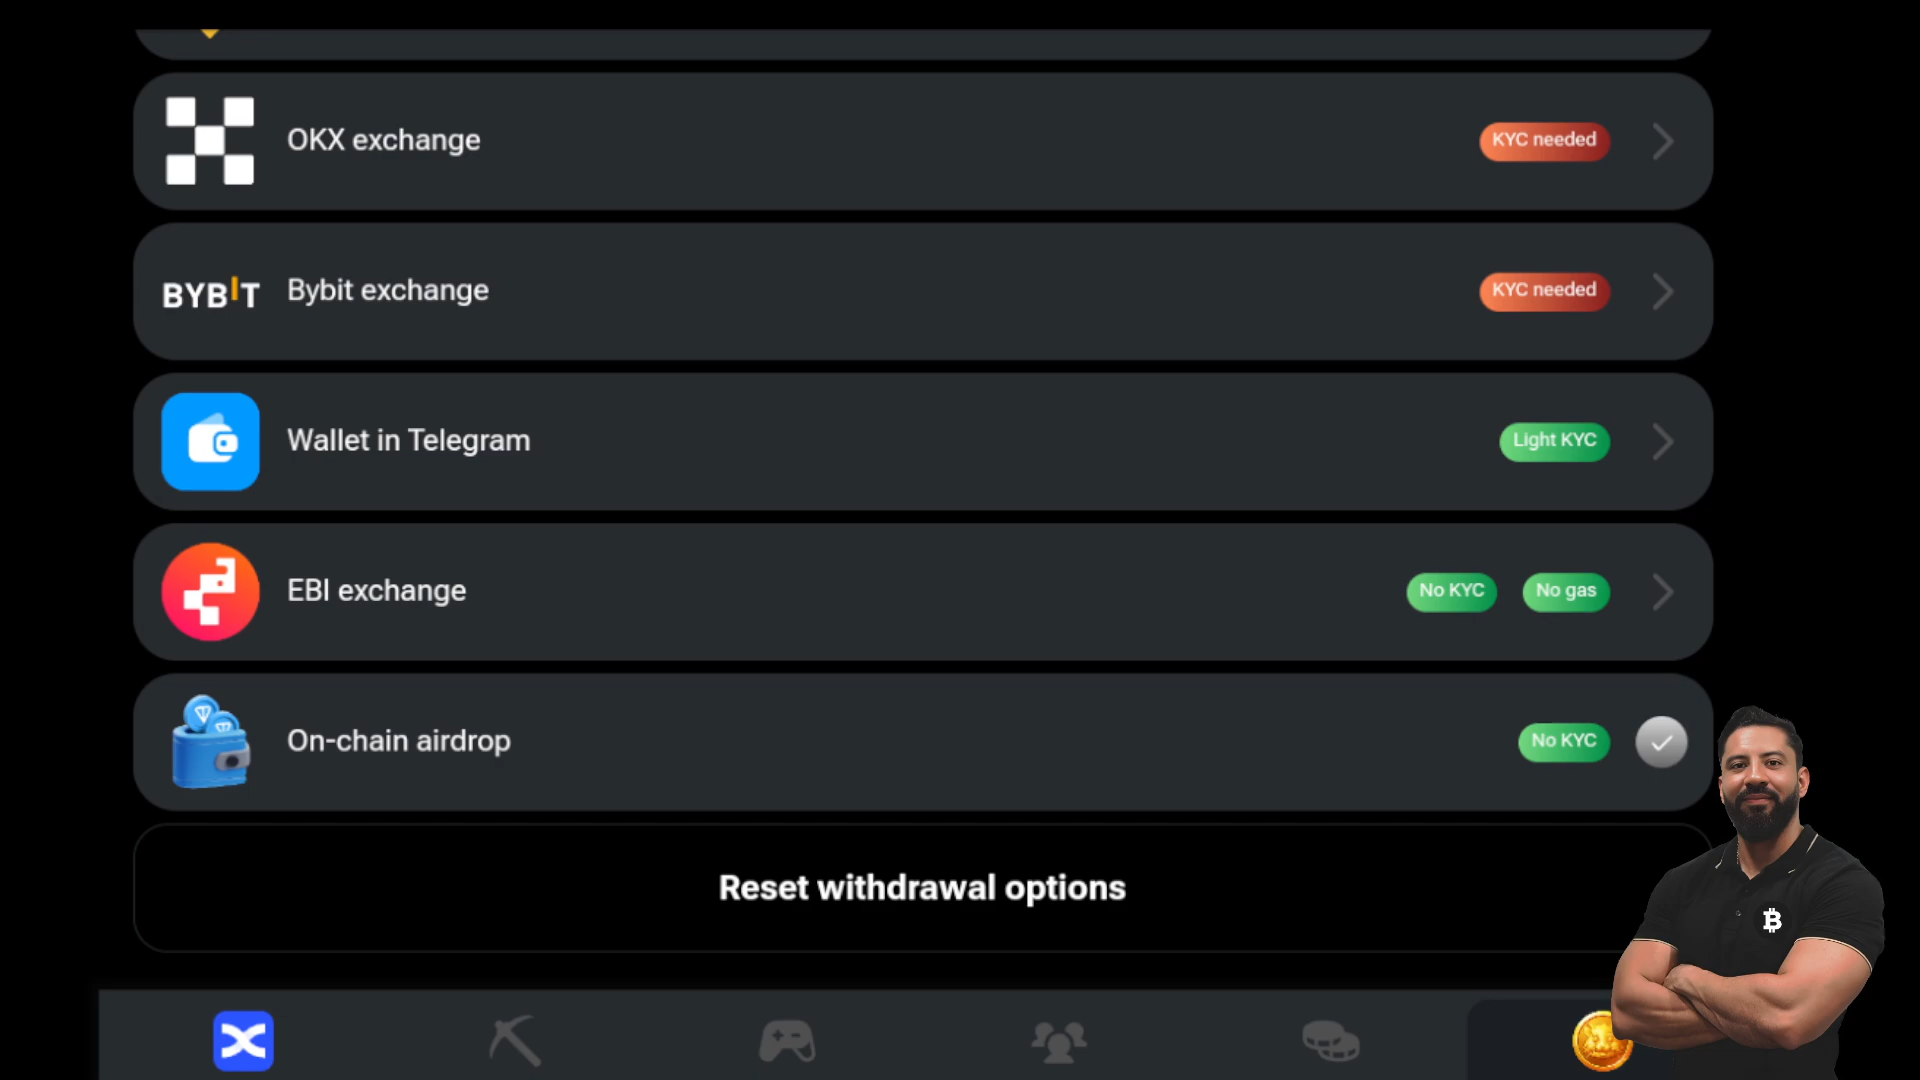 OKX exchange
KYC needed
BYBIT
Bybit exchange
KYC needed
Wallet in Telegram
Light KYC
EBI exchange
No KYC
No gas
On-chain airdrop
No KYC
Reset withdrawal options